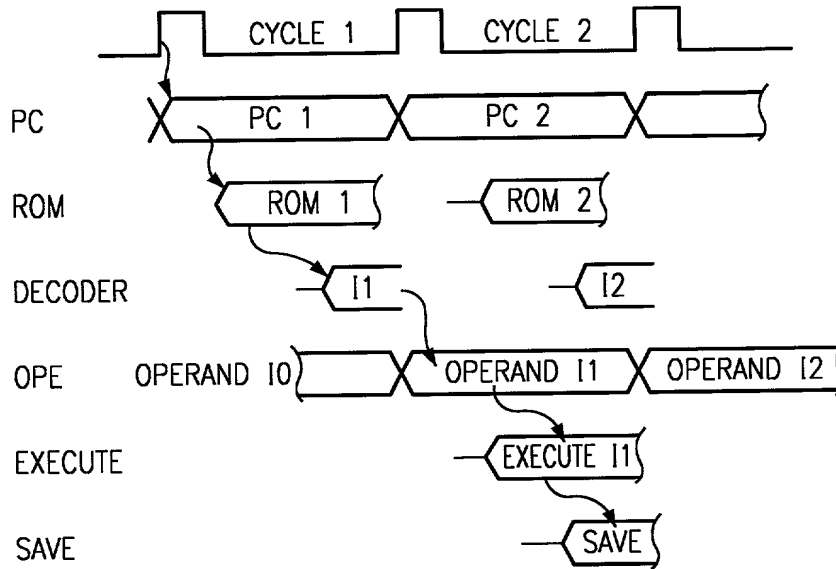 CYCLE 1 CYCLE 2
PC PC 1 PC 2
ROM ROM 1 ROM 2
DECODER I1 I2
OPE OPERAND I0 OPERAND I1 OPERAND I2
EXECUTE EXECUTE I1
SAVE SAVE